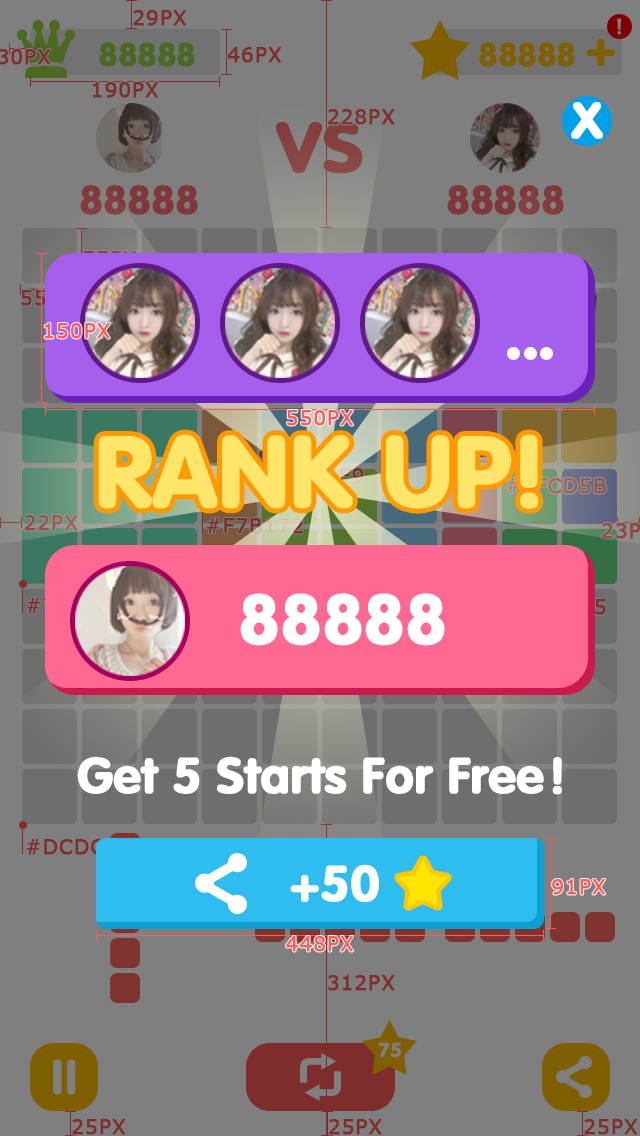 29PX
!
30PX
88888
46PX
88888 +
190PX
228PX
VS
X
88888
88888
55
150PX
550PX
RANK UP!
22PX
#F7B172
23P
#
88888
5
Get 5 Starts For Free!
#DCDC
+50
91PX
448PX
312PX
75
25PX
25PX
25PX